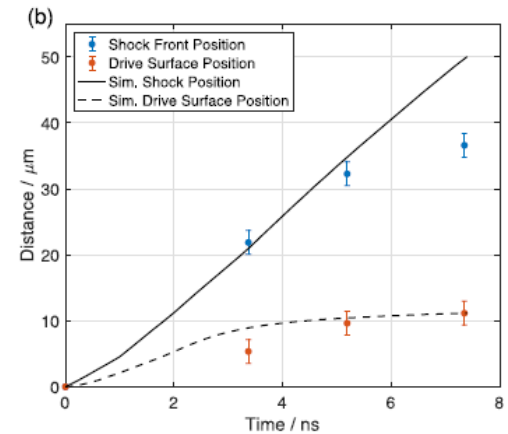 (b)
Shock Front Position
Drive Surface Position
Sim. Shock Position
Sim. Drive Surface Position
50
40
30
20
10
0
Distance / μm
0 2 4 6 8
Time / ns